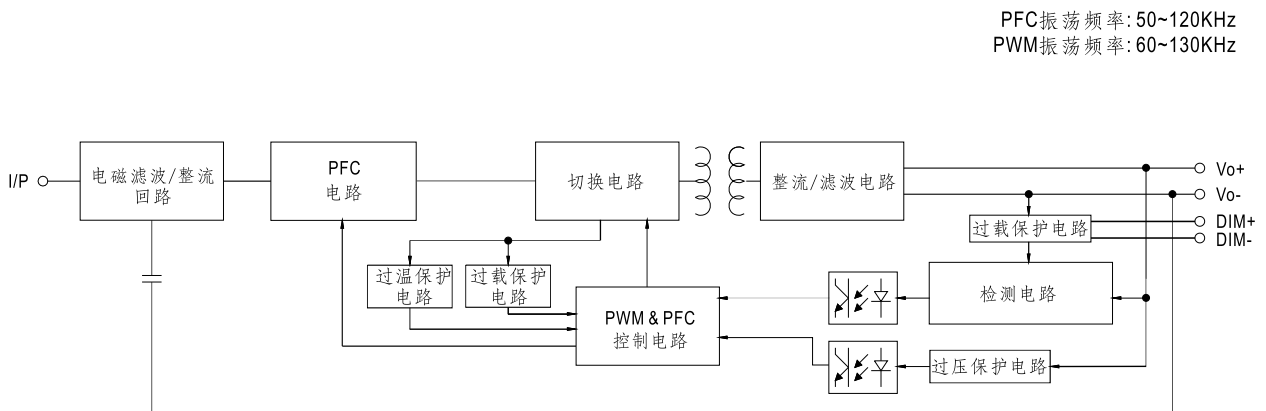 PFC振荡频率: 50~120KHz
PWM振荡频率: 60~130KHz
I/P
电磁滤波/整流
回路
PFC
电路
切换电路
整流/滤波电路
Vo+
Vo-
DIM+
DIM-
过载保护电路
过温保护
电路
过载保护
电路
PWM & PFC
控制电路
检测电路
过压保护电路